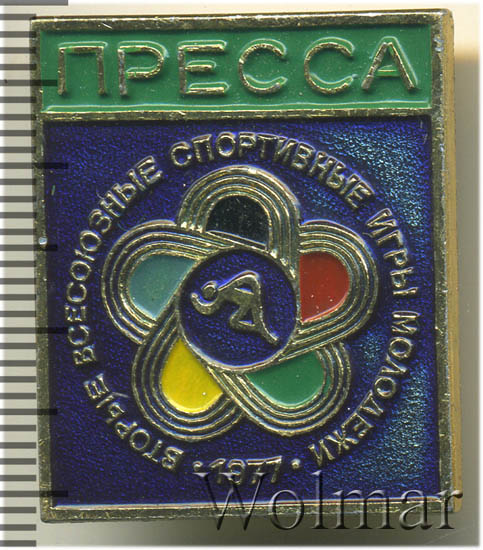 ПРЕССА
ВТОРЫЕ ВСЕСОЮЗНЫЕ СПОРТИВНЫЕ ИГРЫ МОЛОДЕЖИ
· 1977 ·
Wolmar